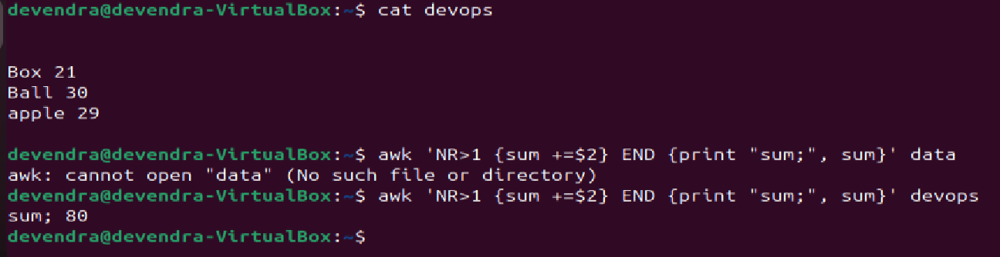 devendra@devendra-VirtualBox:~$ cat devops
Box 21
Ball 30
apple 29
devendra@devendra-VirtualBox:~$ awk 'NR>1 {sum +=$2} END {print "sum;", sum}' data
awk: cannot open "data" (No such file or directory)
devendra@devendra-VirtualBox:~$ awk 'NR>1 {sum +=$2} END {print "sum;", sum}' devops
sum; 80
devendra@devendra-VirtualBox:~$